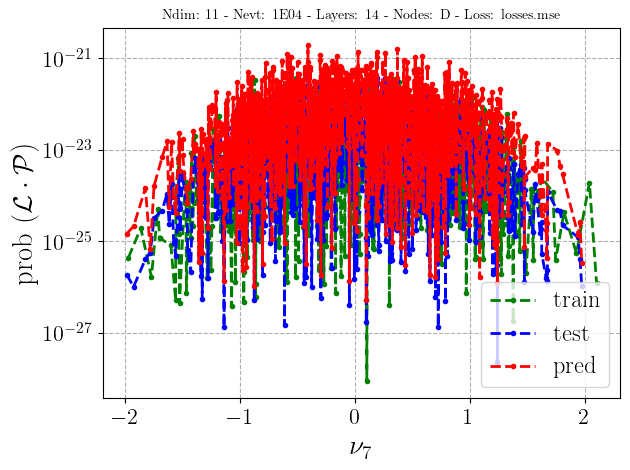 Ndim: 11 - Nevt: 1E04 - Layers: 14 - Nodes: D - Loss: losses.mse
prob (𝓛 · 𝓟)
10⁻²¹
10⁻²³
10⁻²⁵
10⁻²⁷
train
test
pred
−2 −1 0 1 2
ν₇